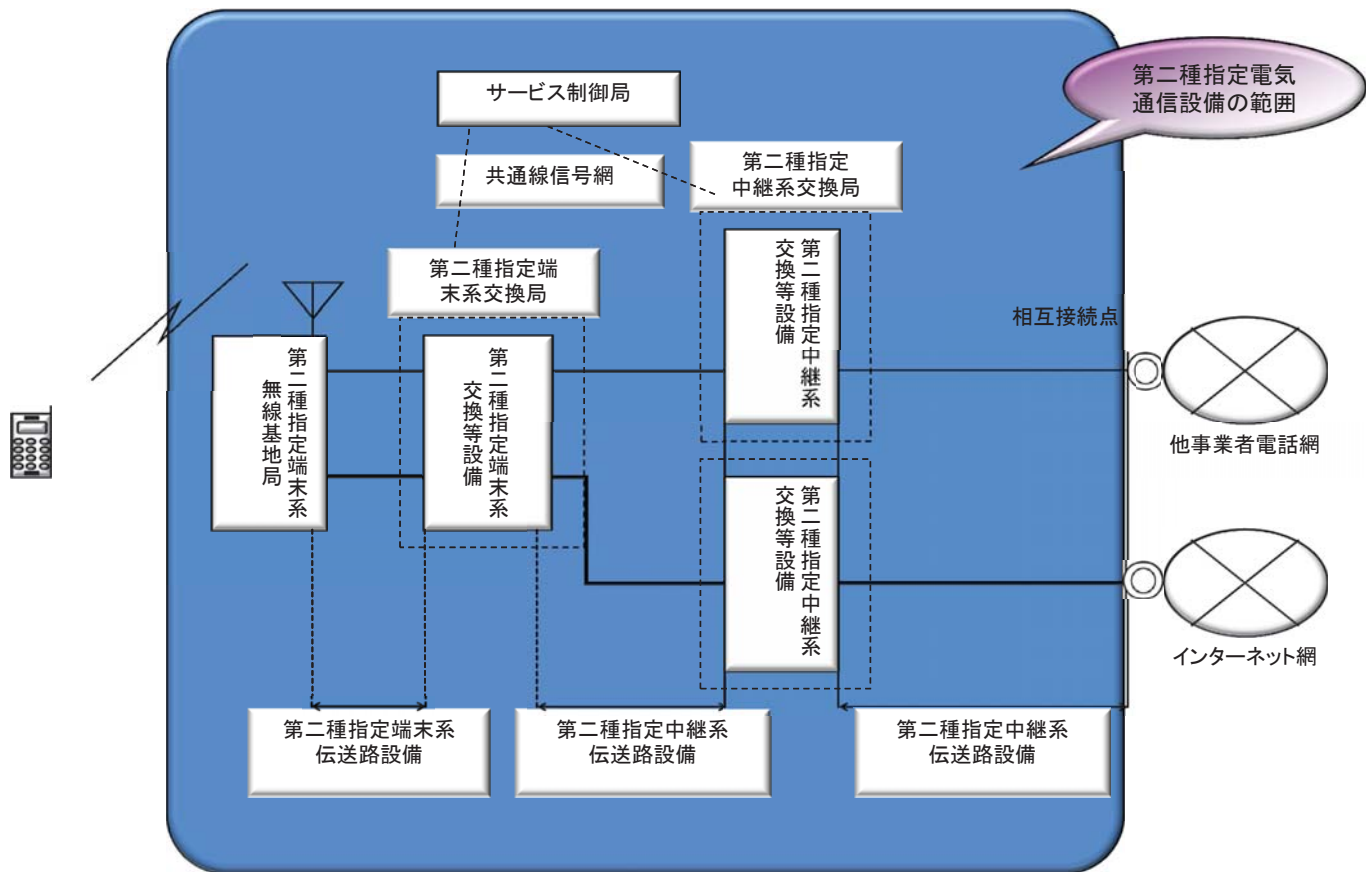 第二種指定電気
通信設備の範囲
サービス制御局
共通線信号網
第二種指定
中継系交換局
第二種指定端
末系交換局
第二種指定端末系
無線基地局
第二種指定端末系
交換等設備
第二種指定中継系
交換等設備
第二種指定中継系
交換等設備
相互接続点
他事業者電話網
インターネット網
第二種指定端末系
伝送路設備
第二種指定中継系
伝送路設備
第二種指定中継系
伝送路設備